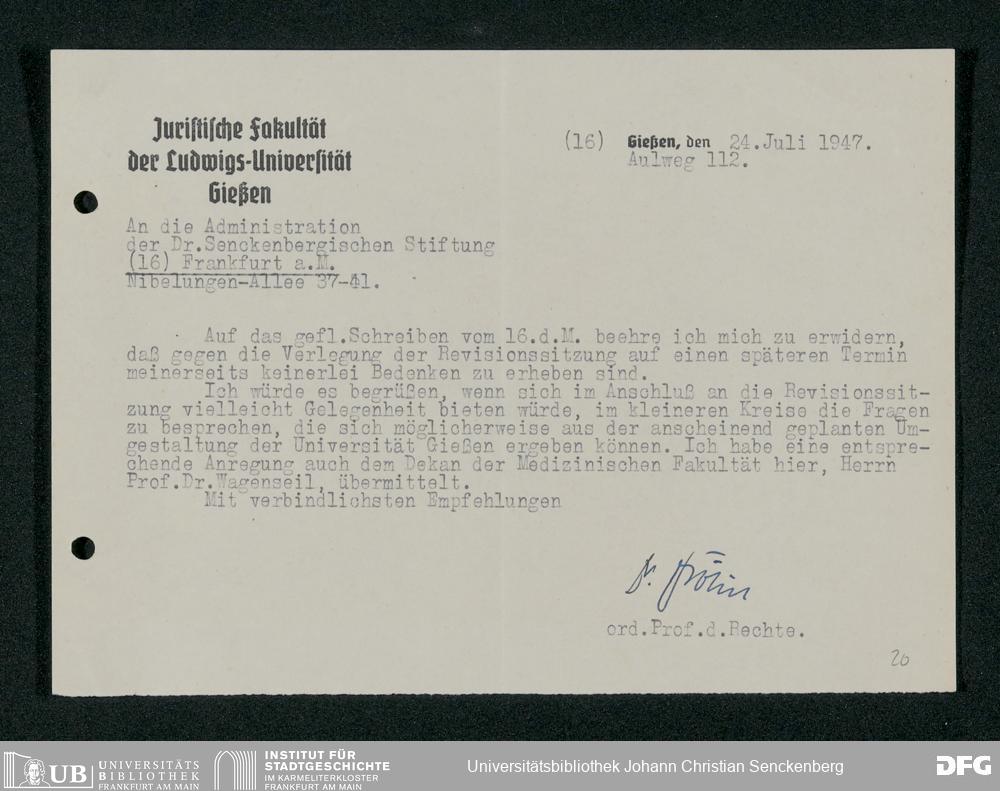 Juristische Fakultät
der Ludwigs-Universität
Gießen
(16) Gießen, den 24.Juli 1947.
Aulweg 112.
An die Administration
der Dr.Senckenbergischen Stiftung
(16) Frankfurt a.M.
Nibelungen-Allee 37-41.
Auf das gefl.Schreiben vom 16.d.M. beehre ich mich zu erwidern,
daß gegen die Verlegung der Revisionssitzung auf einen späteren Termin
meinerseits keinerlei Bedenken zu erheben sind.
Ich würde es begrüßen, wenn sich im Anschluß an die Revisionssit-
zung vielleicht Gelegenheit bieten würde, im kleineren Kreise die Fragen
zu besprechen, die sich möglicherweise aus der anscheinend geplanten Um-
gestaltung der Universität Gießen ergeben können. Ich habe eine entspre-
chende Anregung auch dem Dekan der Medizinischen Fakultät hier, Herrn
Prof.Dr.Wagenseil, übermittelt.
Mit verbindlichsten Empfehlungen
Dr.
ord.Prof.d.Rechte.
20
UB UNIVERSITÄTS
BIBLIOTHEK
FRANKFURT AM MAIN
INSTITUT FÜR
STADTGESCHICHTE
IM KARMELITERKLOSTER
FRANKFURT AM MAIN
Universitätsbibliothek Johann Christian Senckenberg
DFG